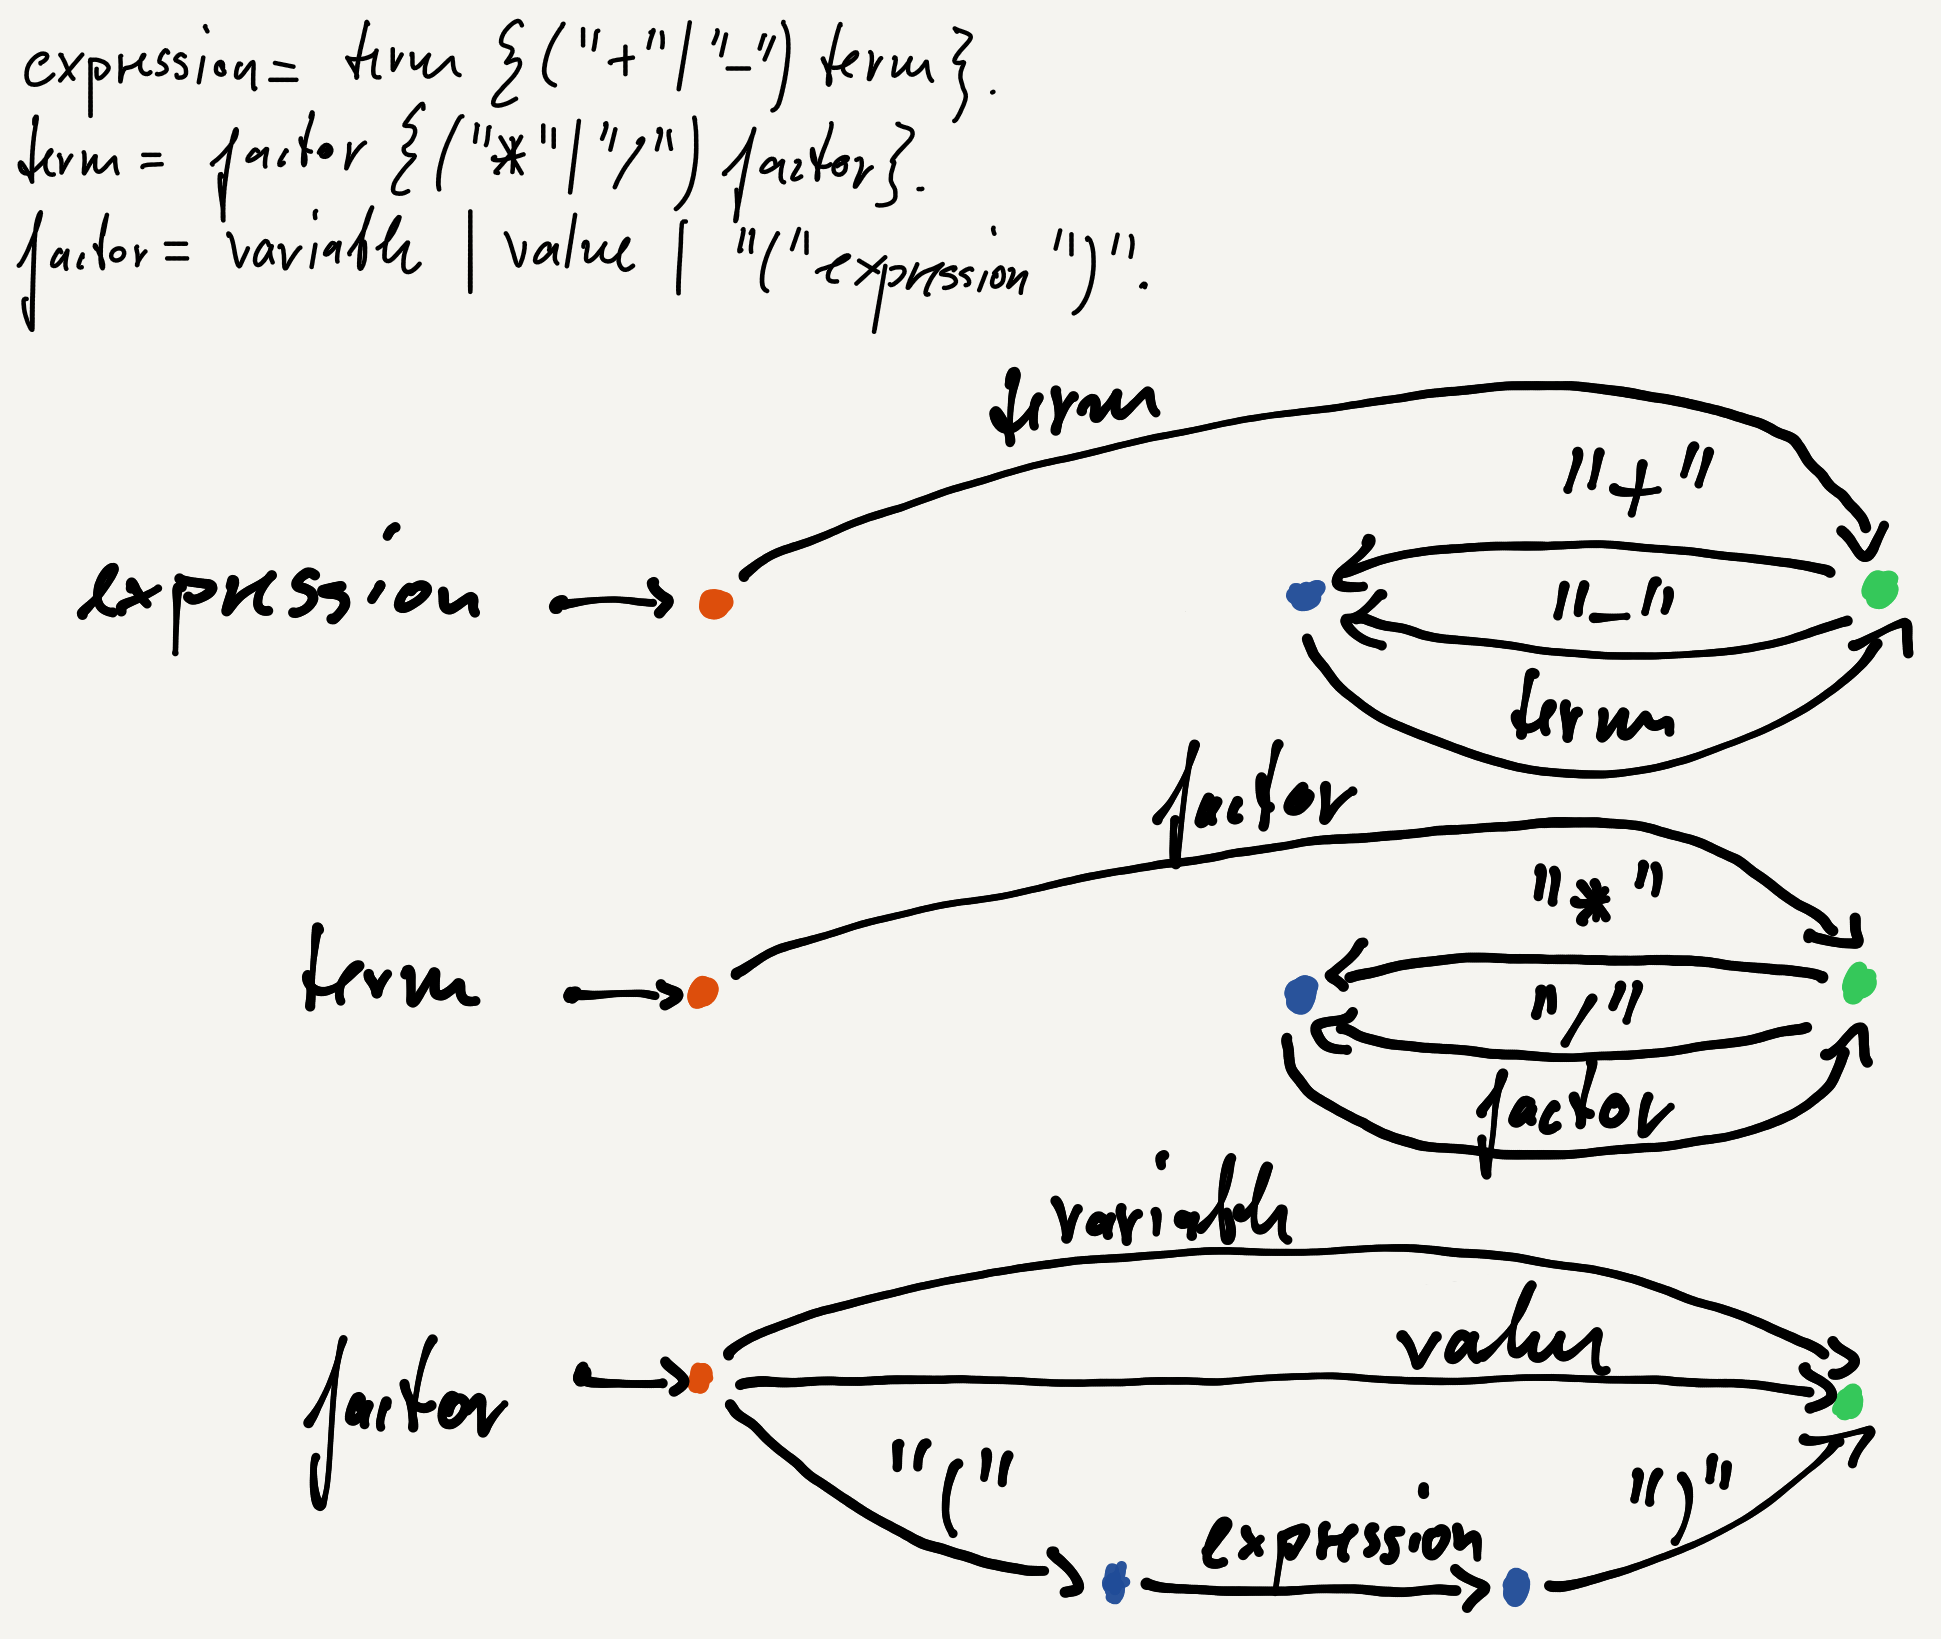 expression = term {("+" | "-") term}.
term = factor {("*" | "/") factor}.
factor = variable | value | "(" expression ")".
term
"+"
expression
"-"
term
factor
"*"
term
"/"
factor
variable
value
factor
"("
")"
expression